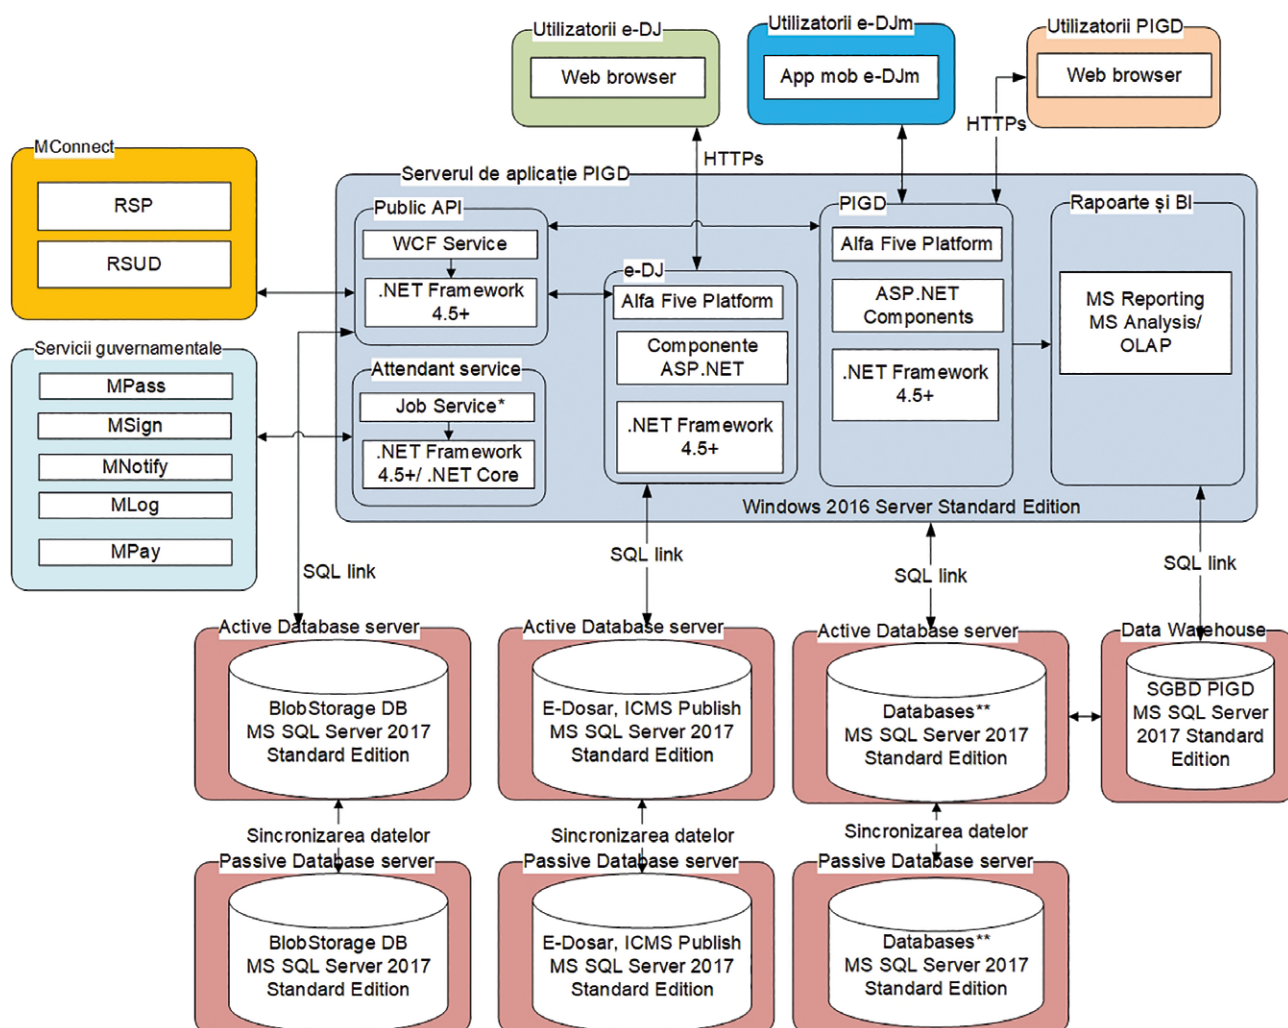 Utilizatorii e-DJ
Web browser
Utilizatorii e-DJm
App mob e-DJm
Utilizatorii PIGD
Web browser
HTTPs
HTTPs
MConnect
RSP
RSUD
Servicii guvernamentale
MPass
MSign
MNotify
MLog
MPay
Serverul de aplicație PIGD
Public API
WCF Service
.NET Framework
4.5+
Attendant service
Job Service*
.NET Framework
4.5+/ .NET Core
e-DJ
Alfa Five Platform
Componente
ASP.NET
.NET Framework
4.5+
PIGD
Alfa Five Platform
ASP.NET
Components
.NET Framework
4.5+
Rapoarte și BI
MS Reporting
MS Analysis/
OLAP
Windows 2016 Server Standard Edition
SQL link
SQL link
SQL link
SQL link
Active Database server
BlobStorage DB
MS SQL Server 2017
Standard Edition
Active Database server
E-Dosar, ICMS Publish
MS SQL Server 2017
Standard Edition
Active Database server
Databases**
MS SQL Server 2017
Standard Edition
Data Warehouse
SGBD PIGD
MS SQL Server
2017 Standard
Edition
Sincronizarea datelor
Sincronizarea datelor
Sincronizarea datelor
Passive Database server
BlobStorage DB
MS SQL Server 2017
Standard Edition
Passive Database server
E-Dosar, ICMS Publish
MS SQL Server 2017
Standard Edition
Passive Database server
Databases**
MS SQL Server 2017
Standard Edition